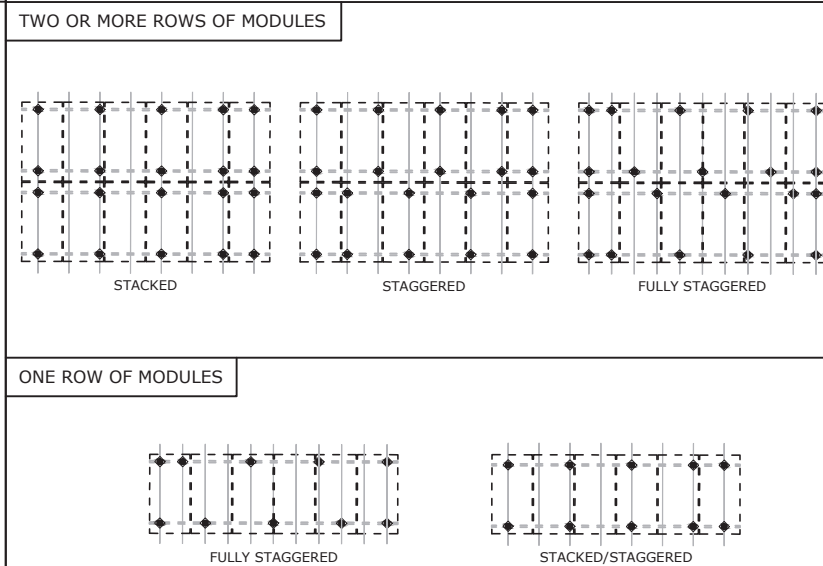 TWO OR MORE ROWS OF MODULES
STACKED
STAGGERED
FULLY STAGGERED
ONE ROW OF MODULES
FULLY STAGGERED
STACKED/STAGGERED